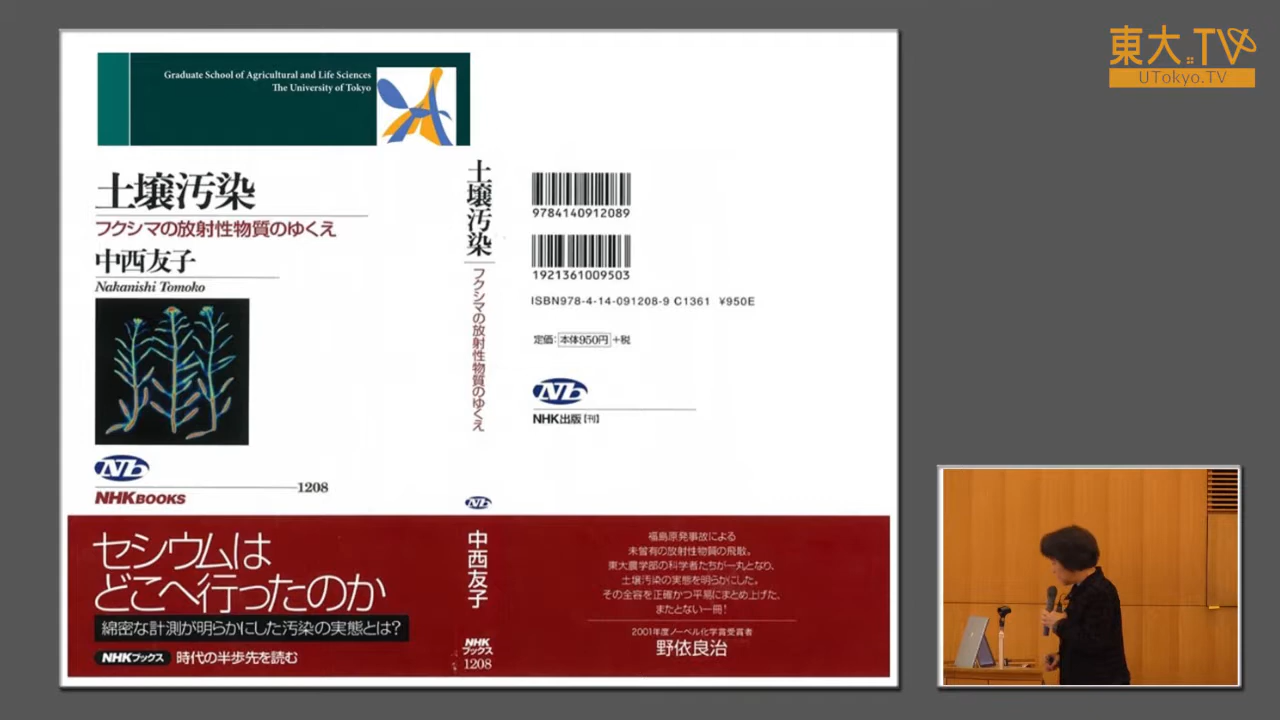 東大TV
UTokyo.TV
Graduate School of Agricultural and Life Sciences
The University of Tokyo
土壌汚染
フクシマの放射性物質のゆくえ
中西友子
Nakanishi Tomoko
Nb
1208
NHKBOOKS
セシウムは
どこへ行ったのか
綿密な計測が明らかにした汚染の実態とは?
NHKブックス 時代の半歩先を読む
土壌汚染
フクシマの放射性物質のゆくえ
Nb
中西友子
NHK
ブックス
1208
9784140912089
1921361009503
ISBN978-4-14-091208-9 C1361 ¥950E
定価:本体950円+税
Nb
NHK出版[刊]
福島原発事故による
未曾有の放射性物質の飛散。
東大農学部の科学者たちが一丸となり、
土壌汚染の実態を明らかにした。
その全容を正確かつ平易にまとめ上げた、
またとない一冊!
2001年度ノーベル化学賞受賞者
野依良治